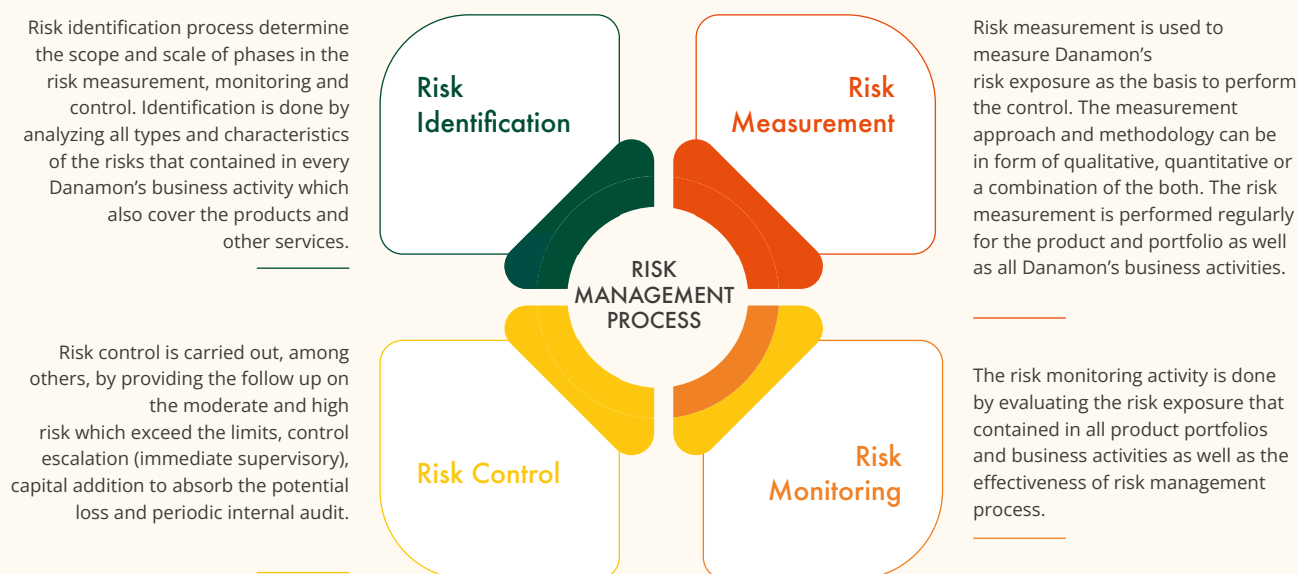 Risk identification process determine
the scope and scale of phases in the
risk measurement, monitoring and
control. Identification is done by
analyzing all types and characteristics
of the risks that contained in every
Danamon’s business activity which
also cover the products and
other services.
Risk
Identification
Risk
Measurement
Risk measurement is used to
measure Danamon’s
risk exposure as the basis to perform
the control. The measurement
approach and methodology can be
in form of qualitative, quantitative or
a combination of the both. The risk
measurement is performed regularly
for the product and portfolio as well
as all Danamon’s business activities.
RISK
MANAGEMENT
PROCESS
Risk control is carried out, among
others, by providing the follow up on
the moderate and high
risk which exceed the limits, control
escalation (immediate supervisory),
capital addition to absorb the potential
loss and periodic internal audit.
Risk Control
Risk
Monitoring
The risk monitoring activity is done
by evaluating the risk exposure that
contained in all product portfolios
and business activities as well as the
effectiveness of risk management
process.